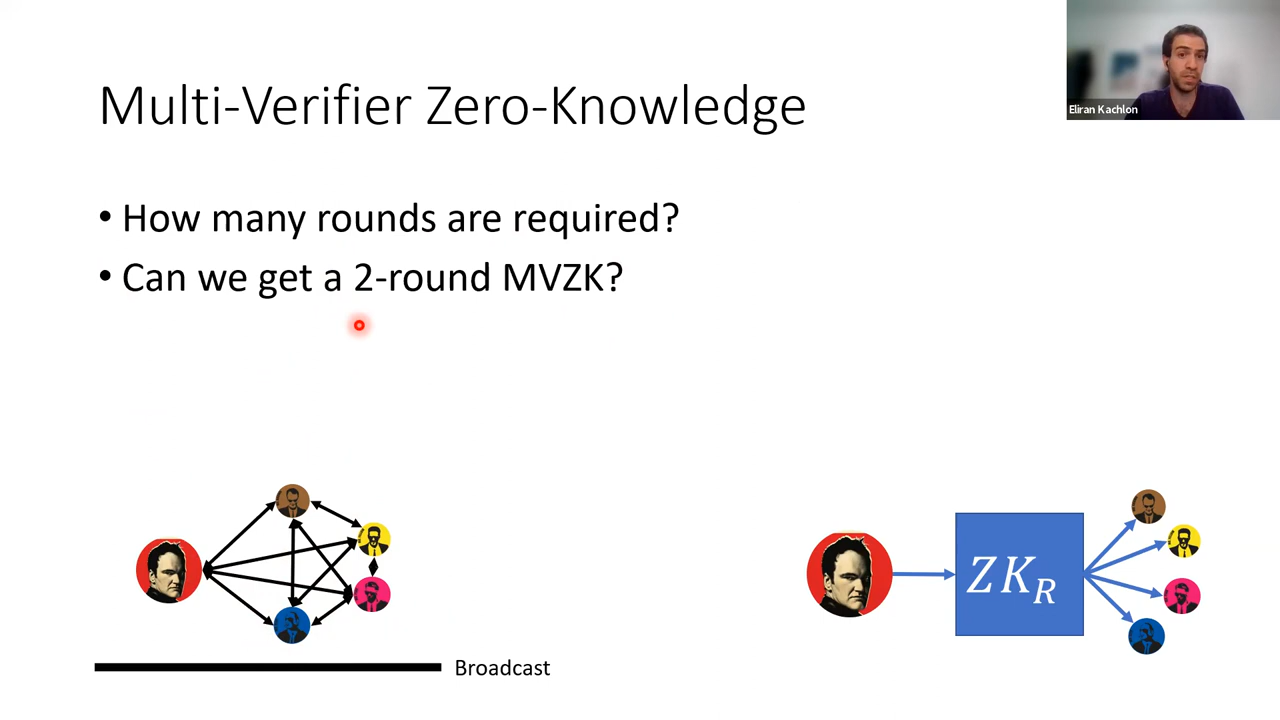 Eliran Kachlon
Multi-Verifier Zero-Knowledge
• How many rounds are required?
• Can we get a 2-round MVZK?
ZK_R
Broadcast